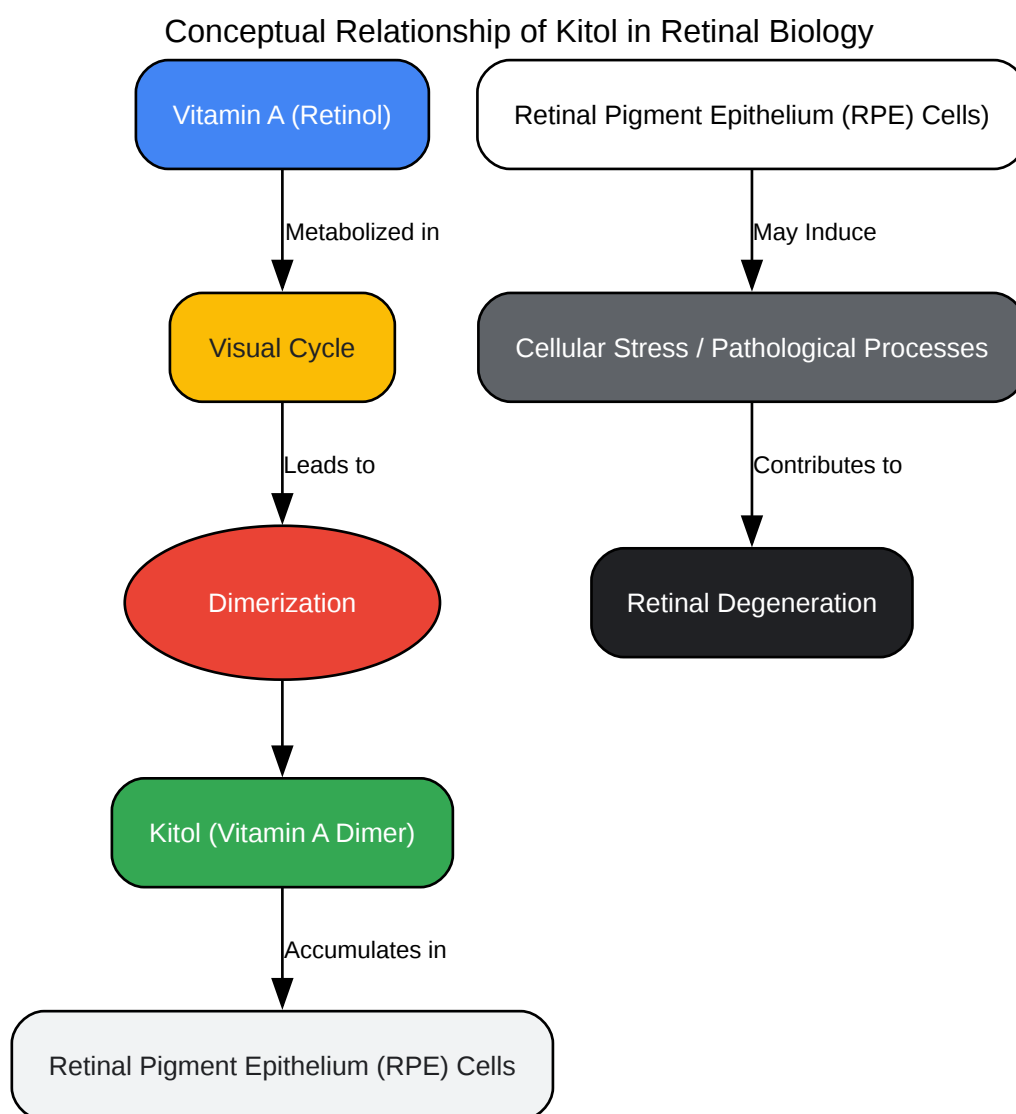 Conceptual Relationship of Kitol in Retinal Biology
Vitamin A (Retinol)
Metabolized in
Visual Cycle
Leads to
Dimerization
Kitol (Vitamin A Dimer)
Accumulates in
Retinal Pigment Epithelium (RPE) Cells
Retinal Pigment Epithelium (RPE) Cells)
May Induce
Cellular Stress / Pathological Processes
Contributes to
Retinal Degeneration